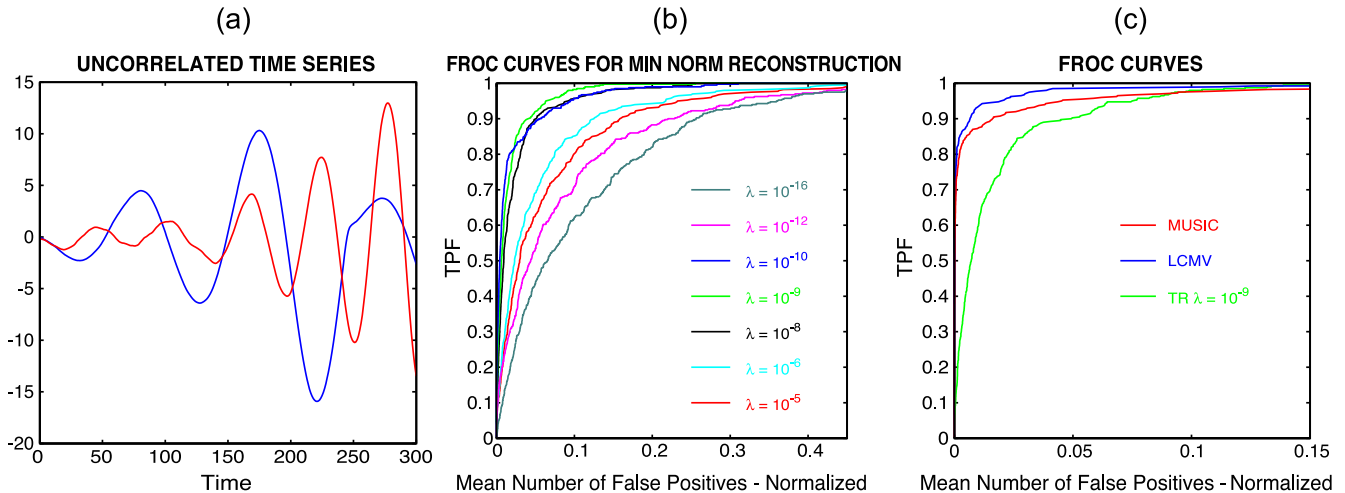 (a)
UNCORRELATED TIME SERIES
15
10
5
0
-5
-10
-15
-20
0 50 100 150 200 250 300
Time
(b)
FROC CURVES FOR MIN NORM RECONSTRUCTION
TPF
1
0.9
0.8
0.7
0.6
0.5
0.4
0.3
0.2
0.1
0
λ = 10⁻¹⁶
λ = 10⁻¹²
λ = 10⁻¹⁰
λ = 10⁻⁹
λ = 10⁻⁸
λ = 10⁻⁶
λ = 10⁻⁵
0 0.1 0.2 0.3 0.4
Mean Number of False Positives - Normalized
(c)
FROC CURVES
TPF
1
0.9
0.8
0.7
0.6
0.5
0.4
0.3
0.2
0.1
0
MUSIC
LCMV
TR λ = 10⁻⁹
0 0.05 0.1 0.15
Mean Number of False Positives - Normalized